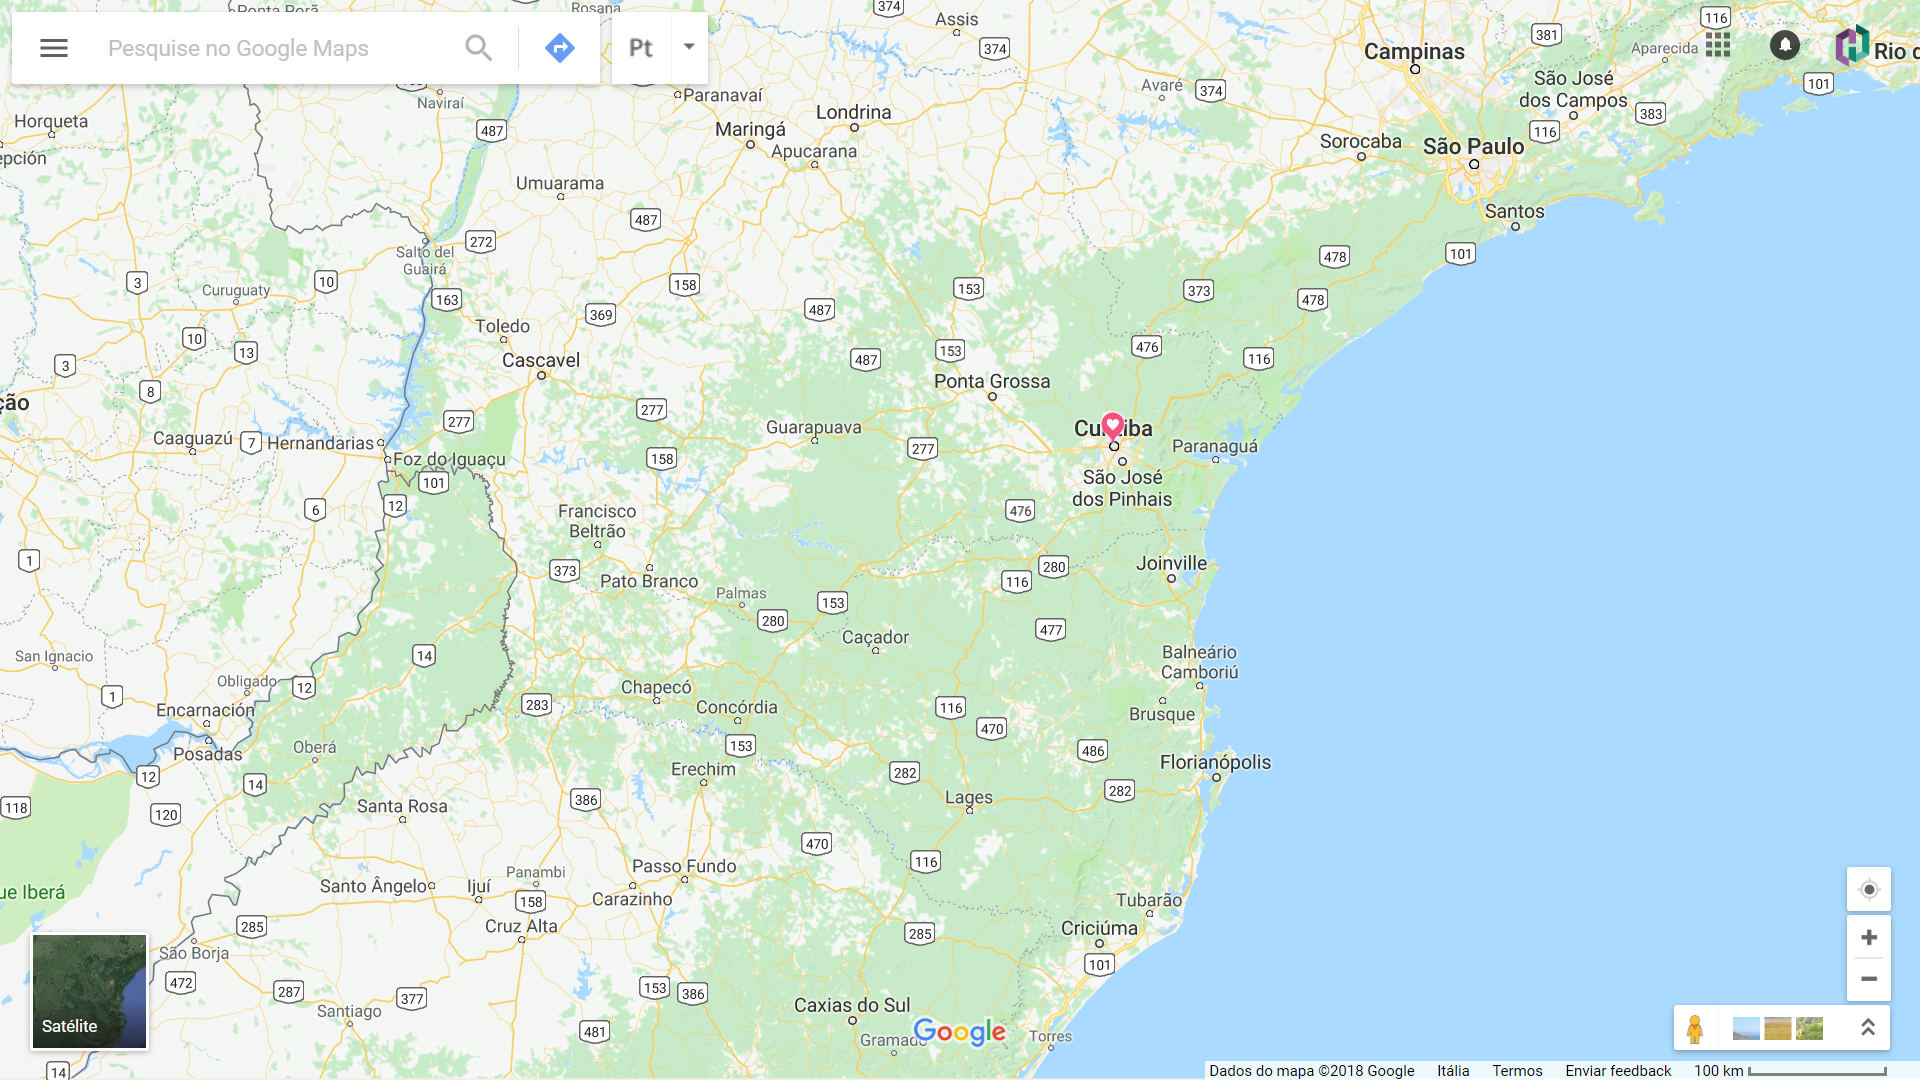 Ponta Porã
Rosana
374
Assis
374
Pesquise no Google Maps
Pt
Campinas
381
116
Aparecida
Rio d
São José
dos Campos
101
383
116
Naviraí
Paranavaí
Avaré
374
Horqueta
487
Londrina
Maringá
Apucarana
Sorocaba
São Paulo
epción
Umuarama
487
Santos
Salto del
Guairá
272
478
101
3
Curuguaty
10
163
158
153
373
478
Toledo
369
487
10
13
Cascavel
487
153
476
116
3
8
Ponta Grossa
ção
277
277
Guarapuava
Caaguazú
7
Hernandarias
277
Paranaguá
Foz do Iguaçu
158
101
São José
dos Pinhais
12
6
Francisco
Beltrão
476
1
373
Pato Branco
280
116
Joinville
Palmas
153
280
Caçador
477
San Ignacio
14
Balneário
Camboriú
Obligado
12
Chapecó
1
Encarnación
283
Concórdia
116
Brusque
Posadas
Oberá
153
470
486
Florianópolis
12
14
Erechim
282
282
118
120
Santa Rosa
386
Lages
470
116
Passo Fundo
Panambi
Santo Ângelo
Ijuí
158
Carazinho
ue Iberá
Tubarão
285
Cruz Alta
285
Criciúma
São Borja
101
472
287
377
153
386
Santiago
Caxias do Sul
Satélite
481
Gramado
Google
Torres
14
Dados do mapa ©2018 Google
Itália
Termos
Enviar feedback
100 km